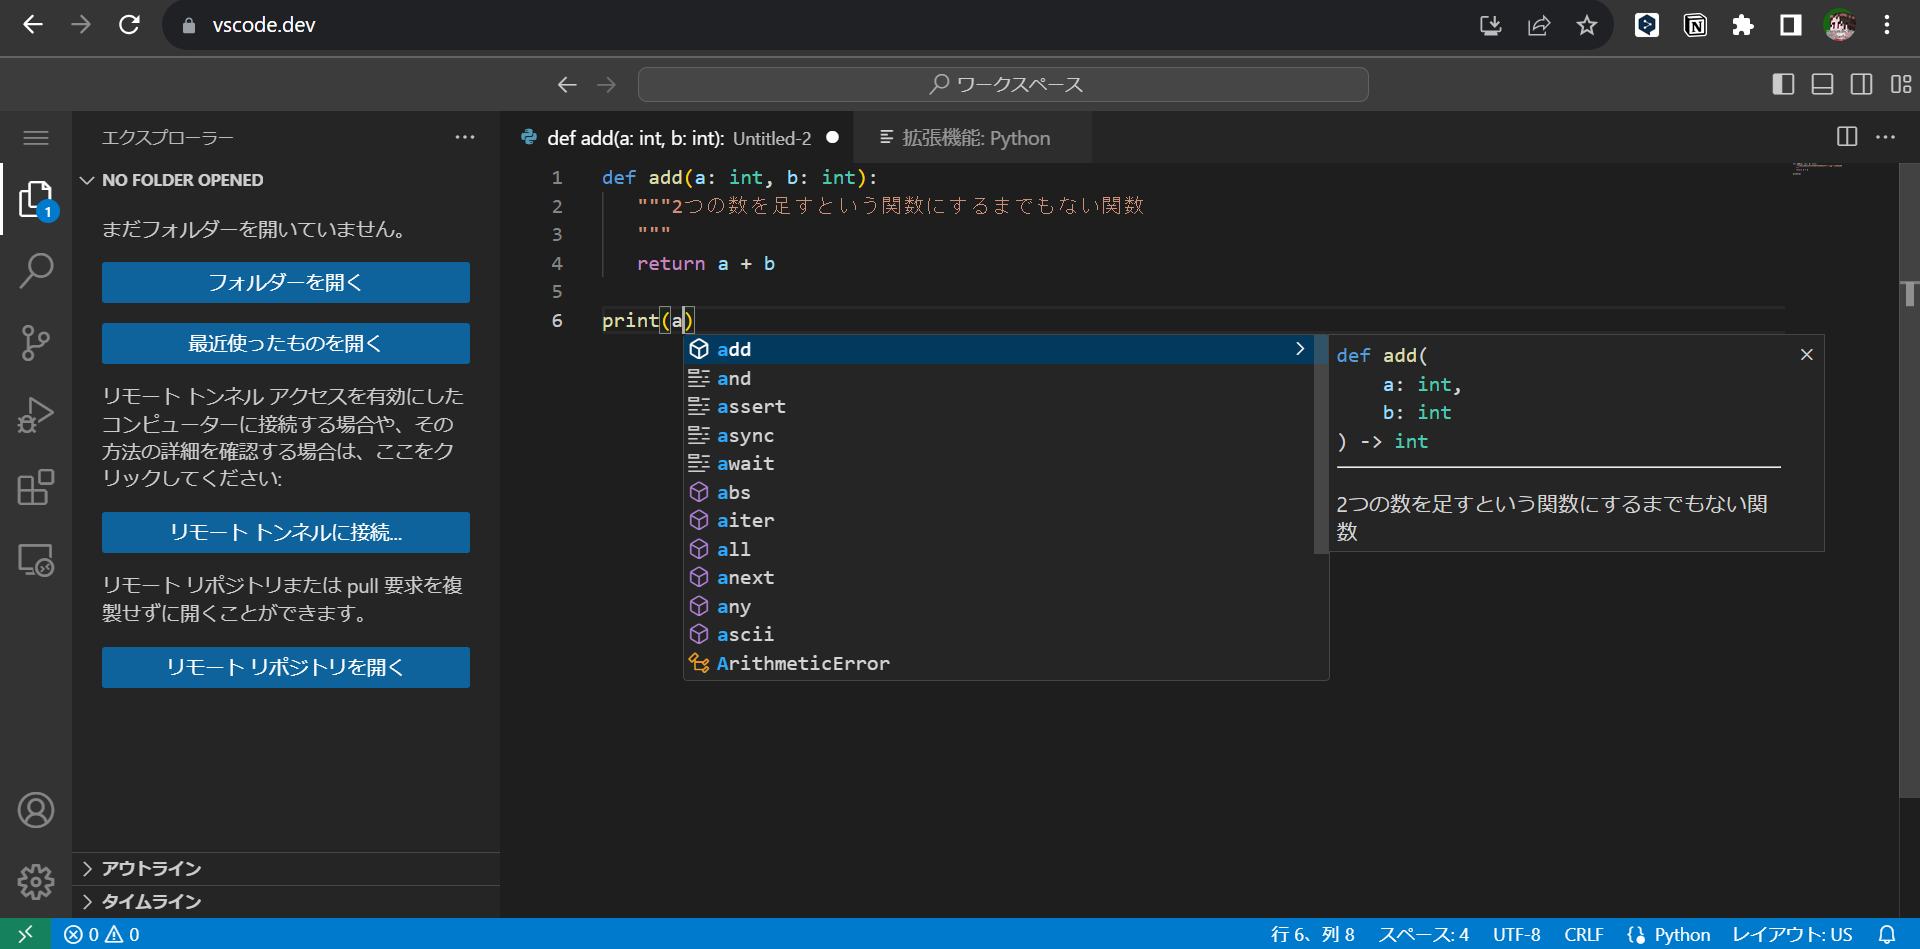 vscode.dev
ワークスペース
エクスプローラー
NO FOLDER OPENED
まだフォルダーを開いていません。
フォルダーを開く
最近使ったものを開く
リモート トンネル アクセスを有効にした
コンピューターに接続する場合や、その
方法の詳細を確認する場合は、ここをク
リックしてください:
リモート トンネルに接続...
リモート リポジトリまたは pull 要求を複
製せずに開くことができます。
リモート リポジトリを開く
アウトライン
タイムライン
1
def add(a: int, b: int): Untitled-2
拡張機能: Python
1 def add(a: int, b: int):
2 """2つの数を足すという関数にするまでもない関数
3 """
4 return a + b
5
6 print(a)
add
and
assert
async
await
abs
aiter
all
anext
any
ascii
ArithmeticError
def add(
a: int,
b: int
) -> int
2つの数を足すという関数にするまでもない関
数
0 0
行 6、列 8 スペース: 4 UTF-8 CRLF Python レイアウト: US